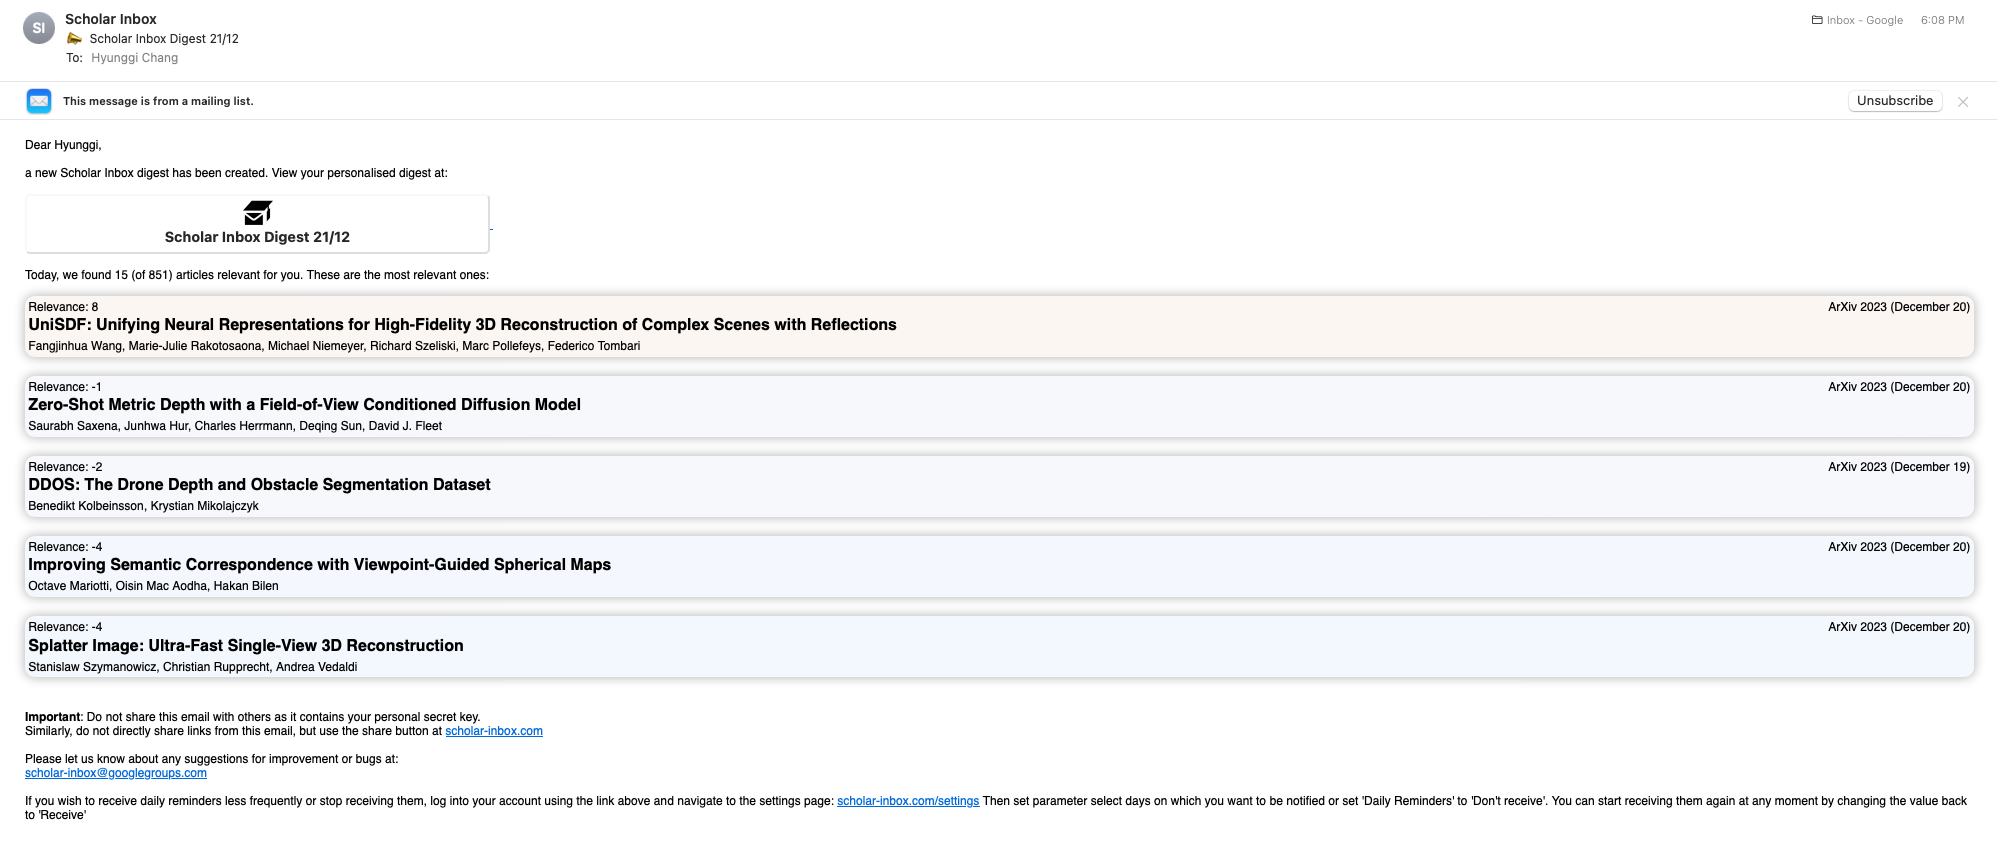 SI
Scholar Inbox
Scholar Inbox Digest 21/12
To: Hyunggi Chang
Inbox - Google 6:08 PM
This message is from a mailing list.
Unsubscribe
Dear Hyunggi,
a new Scholar Inbox digest has been created. View your personalised digest at:
Scholar Inbox Digest 21/12
Today, we found 15 (of 851) articles relevant for you. These are the most relevant ones:
Relevance: 8 ArXiv 2023 (December 20)
UniSDF: Unifying Neural Representations for High-Fidelity 3D Reconstruction of Complex Scenes with Reflections
Fangjinhua Wang, Marie-Julie Rakotosaona, Michael Niemeyer, Richard Szeliski, Marc Pollefeys, Federico Tombari
Relevance: -1 ArXiv 2023 (December 20)
Zero-Shot Metric Depth with a Field-of-View Conditioned Diffusion Model
Saurabh Saxena, Junhwa Hur, Charles Herrmann, Deqing Sun, David J. Fleet
Relevance: -2 ArXiv 2023 (December 19)
DDOS: The Drone Depth and Obstacle Segmentation Dataset
Benedikt Kolbeinsson, Krystian Mikolajczyk
Relevance: -4 ArXiv 2023 (December 20)
Improving Semantic Correspondence with Viewpoint-Guided Spherical Maps
Octave Mariotti, Oisin Mac Aodha, Hakan Bilen
Relevance: -4 ArXiv 2023 (December 20)
Splatter Image: Ultra-Fast Single-View 3D Reconstruction
Stanislaw Szymanowicz, Christian Rupprecht, Andrea Vedaldi
Important: Do not share this email with others as it contains your personal secret key.
Similarly, do not directly share links from this email, but use the share button at scholar-inbox.com
Please let us know about any suggestions for improvement or bugs at:
scholar-inbox@googlegroups.com
If you wish to receive daily reminders less frequently or stop receiving them, log into your account using the link above and navigate to the settings page: scholar-inbox.com/settings Then set parameter select days on which you want to be notified or set 'Daily Reminders' to 'Don't receive'. You can start receiving them again at any moment by changing the value back
to 'Receive'